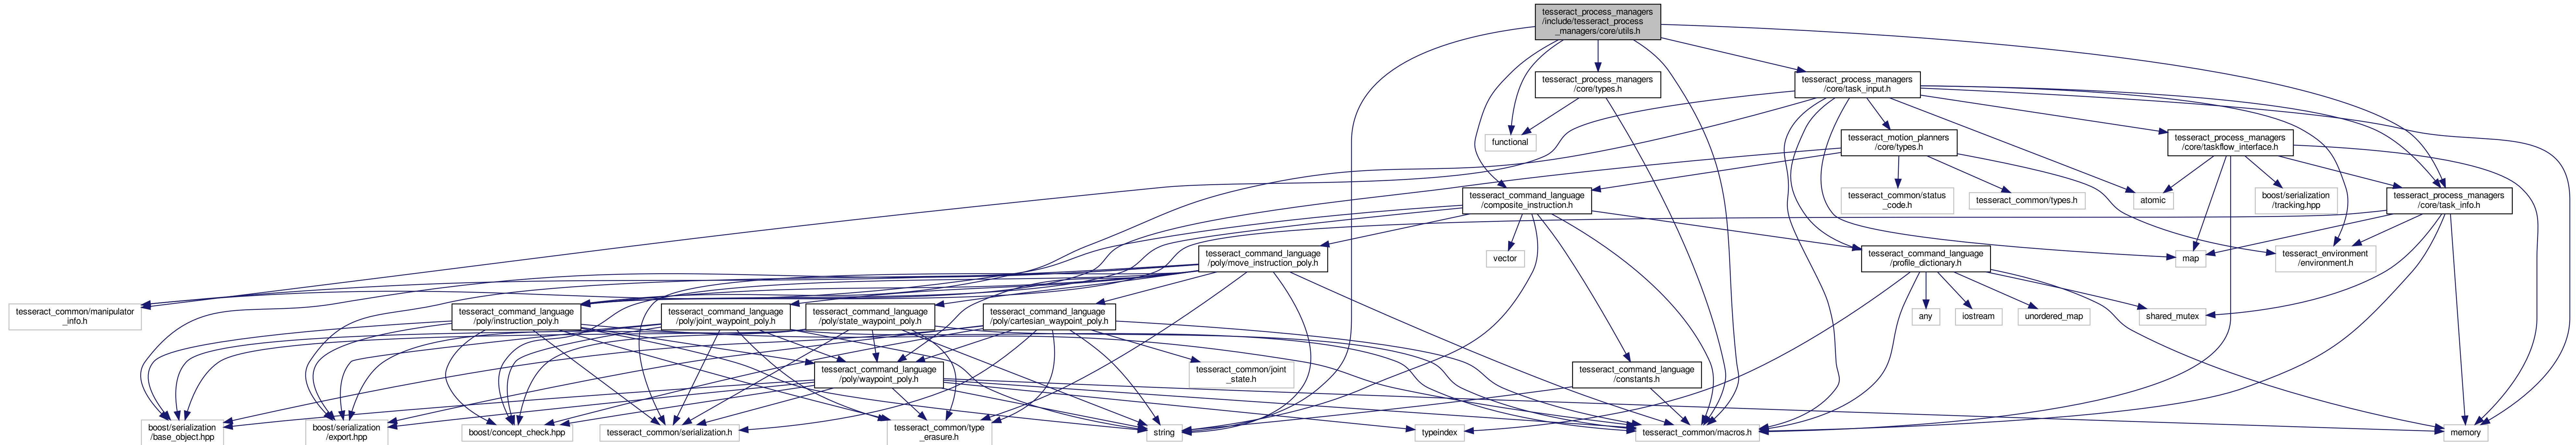 tesseract_process_managers
/include/tesseract_process
_managers/core/utils.h
tesseract_process_managers
/core/types.h
tesseract_process_managers
/core/task_input.h
functional
tesseract_motion_planners
/core/types.h
tesseract_process_managers
/core/taskflow_interface.h
tesseract_command_language
/composite_instruction.h
tesseract_common/status
_code.h
tesseract_common/types.h
atomic
boost/serialization
/tracking.hpp
tesseract_process_managers
/core/task_info.h
tesseract_command_language
/poly/move_instruction_poly.h
vector
tesseract_command_language
/profile_dictionary.h
map
tesseract_environment
/environment.h
tesseract_common/manipulator
_info.h
tesseract_command_language
/poly/instruction_poly.h
tesseract_command_language
/poly/joint_waypoint_poly.h
tesseract_command_language
/poly/state_waypoint_poly.h
tesseract_command_language
/poly/cartesian_waypoint_poly.h
any
iostream
unordered_map
shared_mutex
tesseract_command_language
/poly/waypoint_poly.h
tesseract_common/joint
_state.h
tesseract_command_language
/constants.h
boost/serialization
/base_object.hpp
boost/serialization
/export.hpp
boost/concept_check.hpp
tesseract_common/serialization.h
tesseract_common/type
_erasure.h
string
typeindex
tesseract_common/macros.h
memory